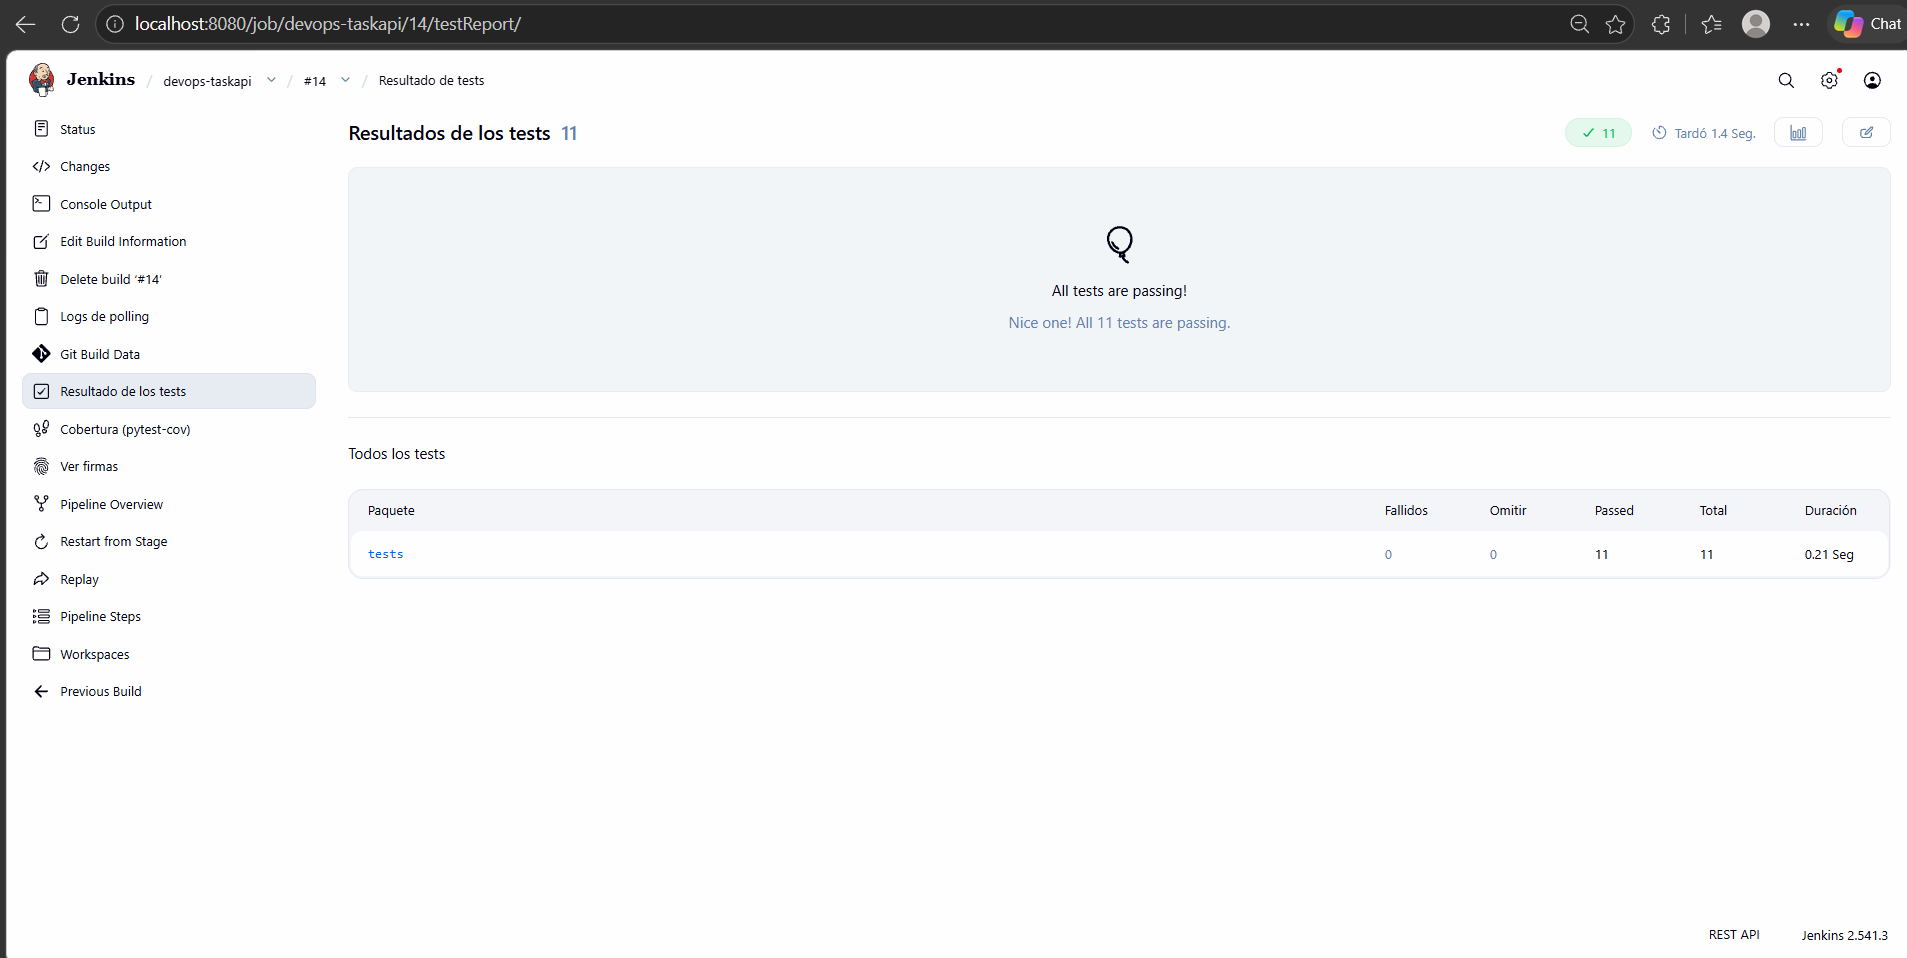 localhost:8080/job/devops-taskapi/14/testReport/
Chat
Jenkins / devops-taskapi / #14 / Resultado de tests
Status
Changes
Console Output
Edit Build Information
Delete build ‘#14’
Logs de polling
Git Build Data
Resultado de los tests
Cobertura (pytest-cov)
Ver firmas
Pipeline Overview
Restart from Stage
Replay
Pipeline Steps
Workspaces
Previous Build
Resultados de los tests 11
11
Tardó 1.4 Seg.
All tests are passing!
Nice one! All 11 tests are passing.
Todos los tests
Paquete Fallidos Omitir Passed Total Duración
tests 0 0 11 11 0.21 Seg
REST API Jenkins 2.541.3